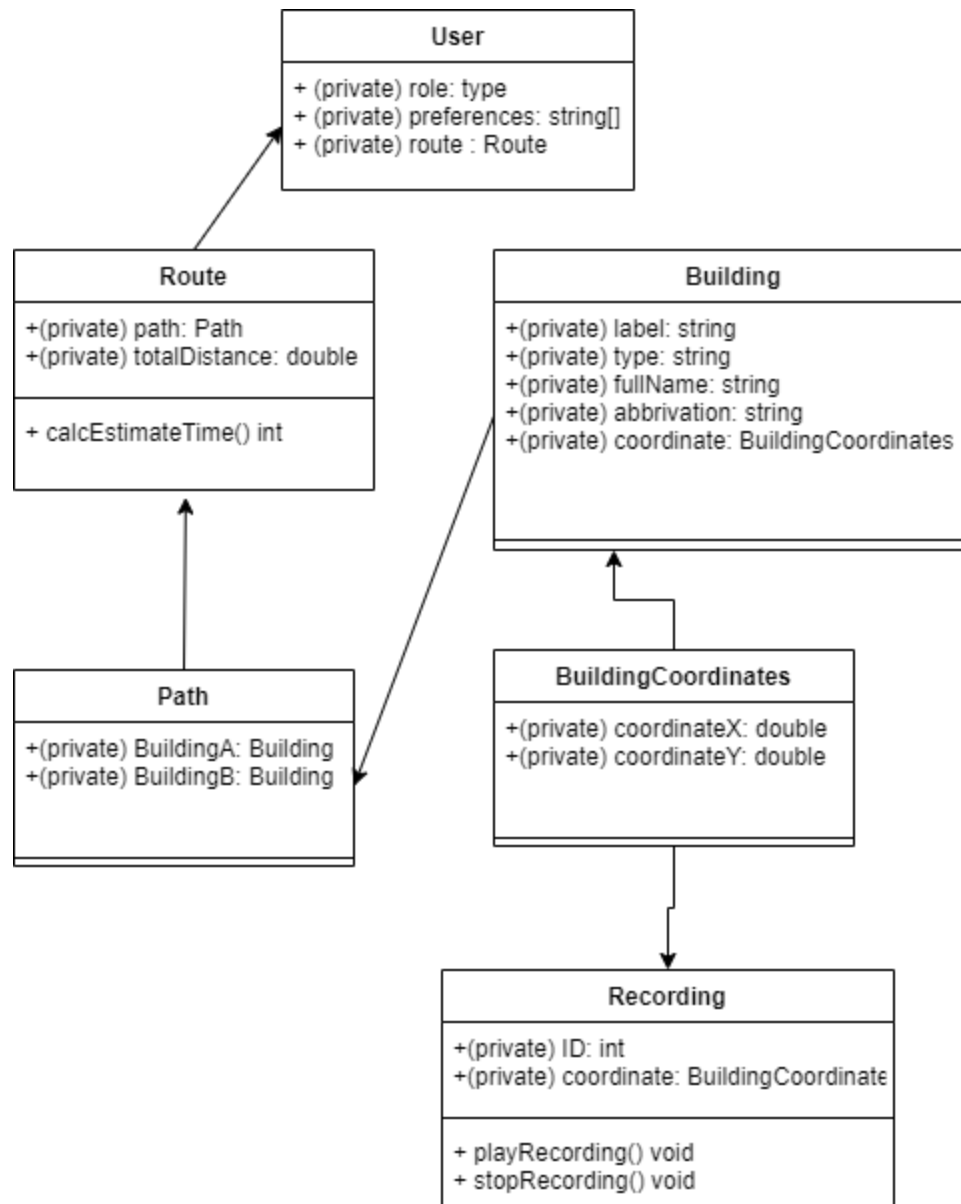 User
+ (private) role: type
+ (private) preferences: string[]
+ (private) route : Route
Route
+(private) path: Path
+(private) totalDistance: double
+ calcEstimateTime() int
Building
+(private) label: string
+(private) type: string
+(private) fullName: string
+(private) abbrivation: string
+(private) coordinate: BuildingCoordinates
Path
+(private) BuildingA: Building
+(private) BuildingB: Building
BuildingCoordinates
+(private) coordinateX: double
+(private) coordinateY: double
Recording
+(private) ID: int
+(private) coordinate: BuildingCoordinate
+ playRecording() void
+ stopRecording() void